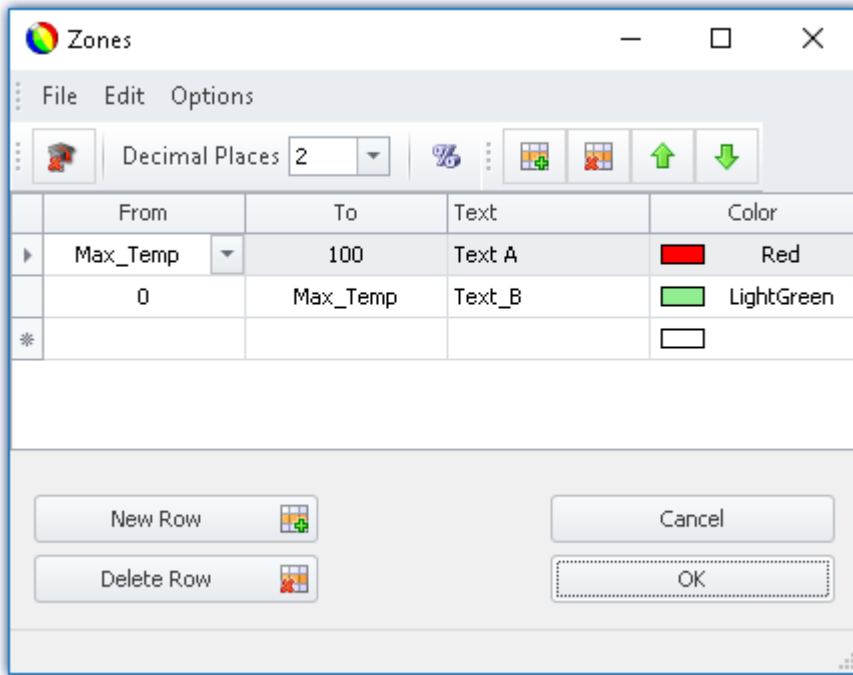 Zones
File Edit Options
Decimal Places 2 %
From To Text Color
Max_Temp 100 Text A Red
0 Max_Temp Text_B LightGreen
New Row Cancel
Delete Row OK